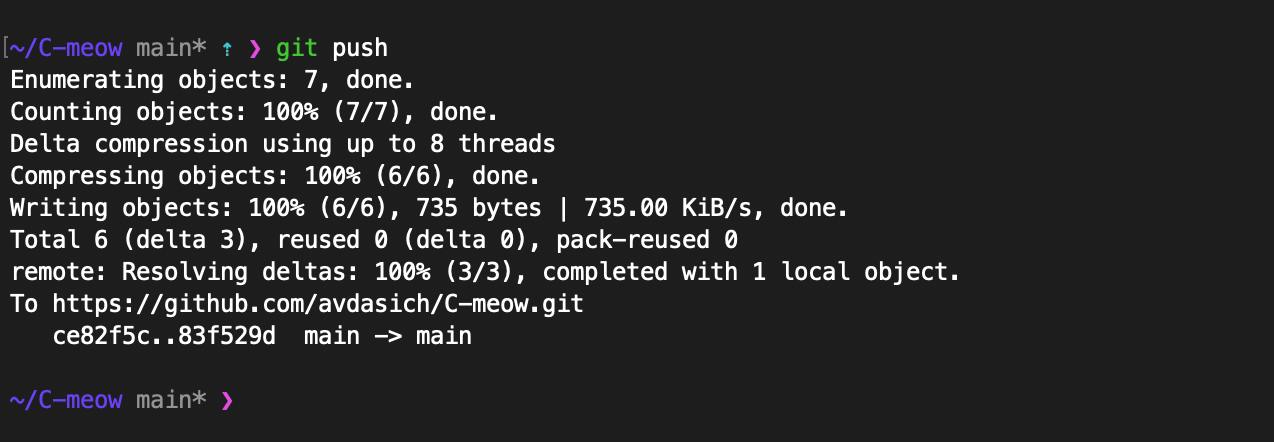 [~/C-meow main* ⇡ ❯ git push
Enumerating objects: 7, done.
Counting objects: 100% (7/7), done.
Delta compression using up to 8 threads
Compressing objects: 100% (6/6), done.
Writing objects: 100% (6/6), 735 bytes | 735.00 KiB/s, done.
Total 6 (delta 3), reused 0 (delta 0), pack-reused 0
remote: Resolving deltas: 100% (3/3), completed with 1 local object.
To https://github.com/avdasich/C-meow.git
   ce82f5c..83f529d  main -> main
~/C-meow main* ❯